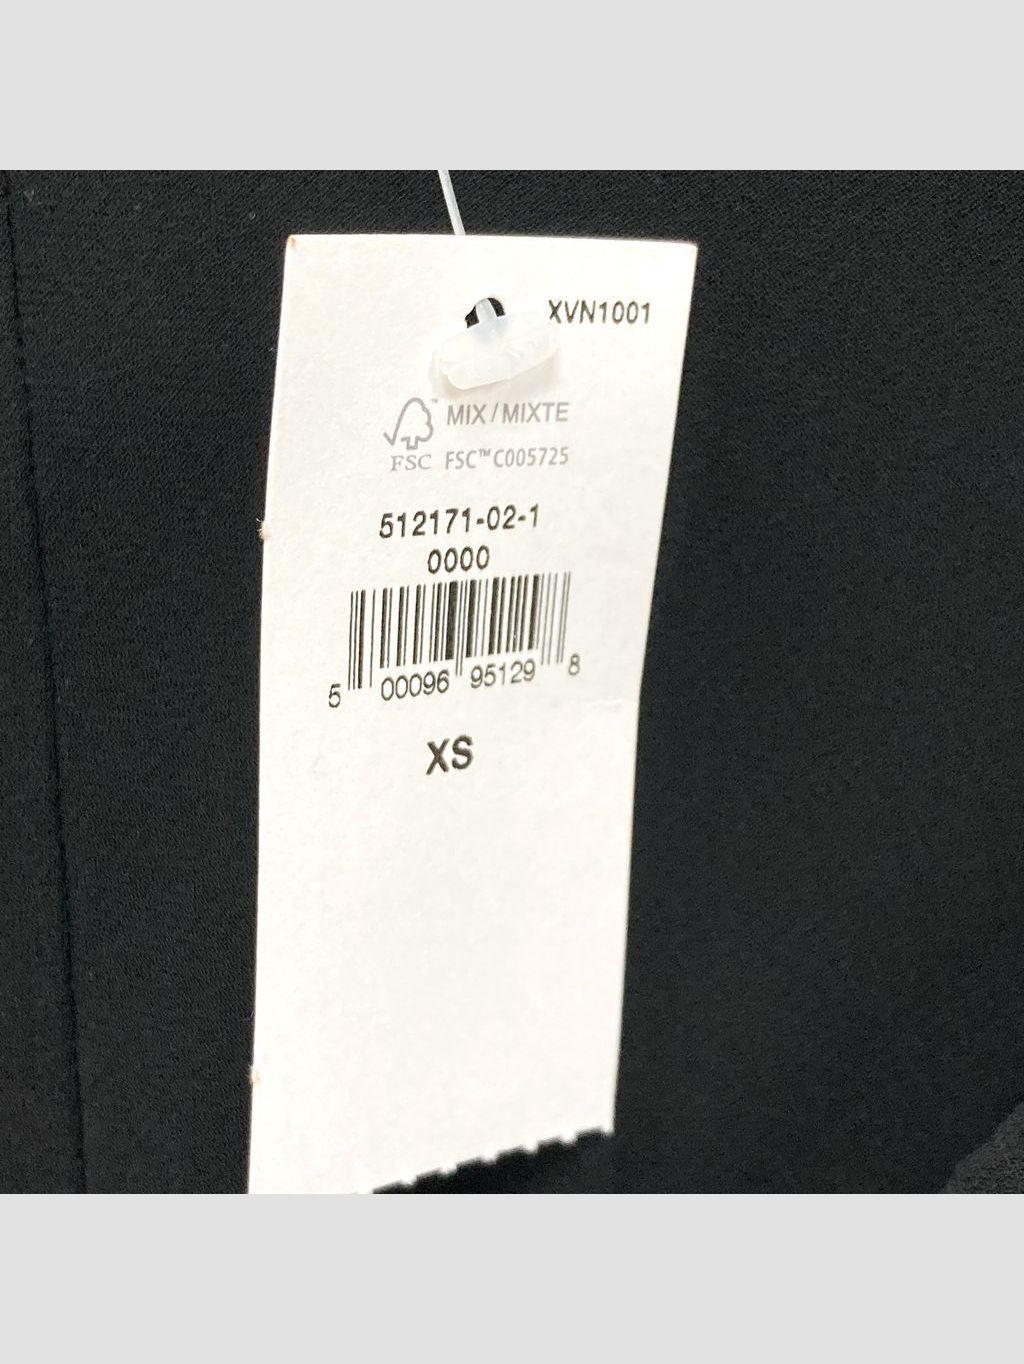 XVN1001
MIX / MIXTE
FSC FSC™ C005725
512171-02-1
0000
5 00096 95129 8
XS